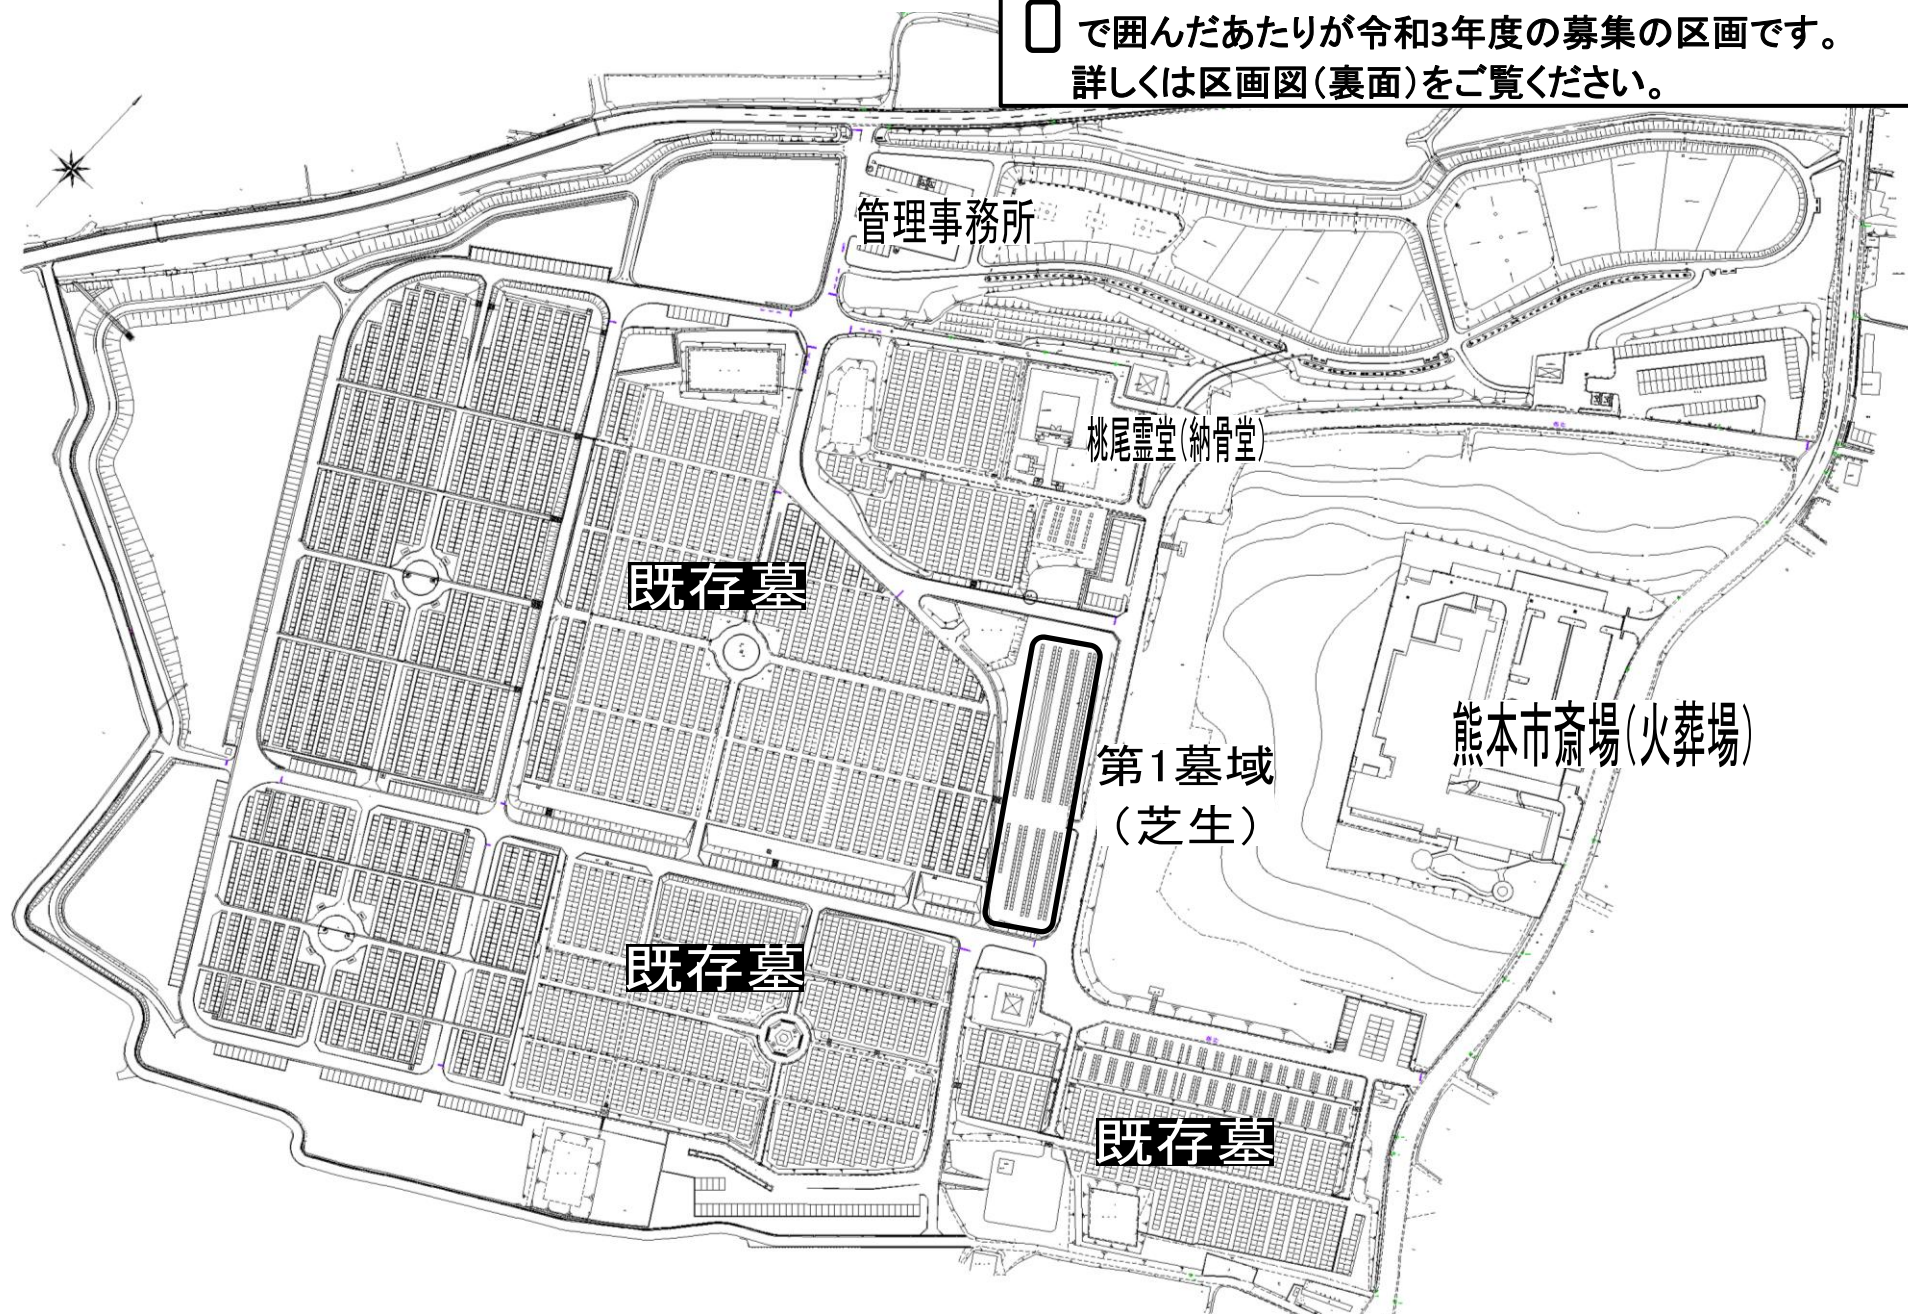 で囲んだあたりが令和3年度の募集の区画です。
詳しくは区画図(裏面)をご覧ください。
管理事務所
桃尾霊堂(納骨堂)
既存墓
第1墓域
(芝生)
熊本市斎場(火葬場)
既存墓
既存墓